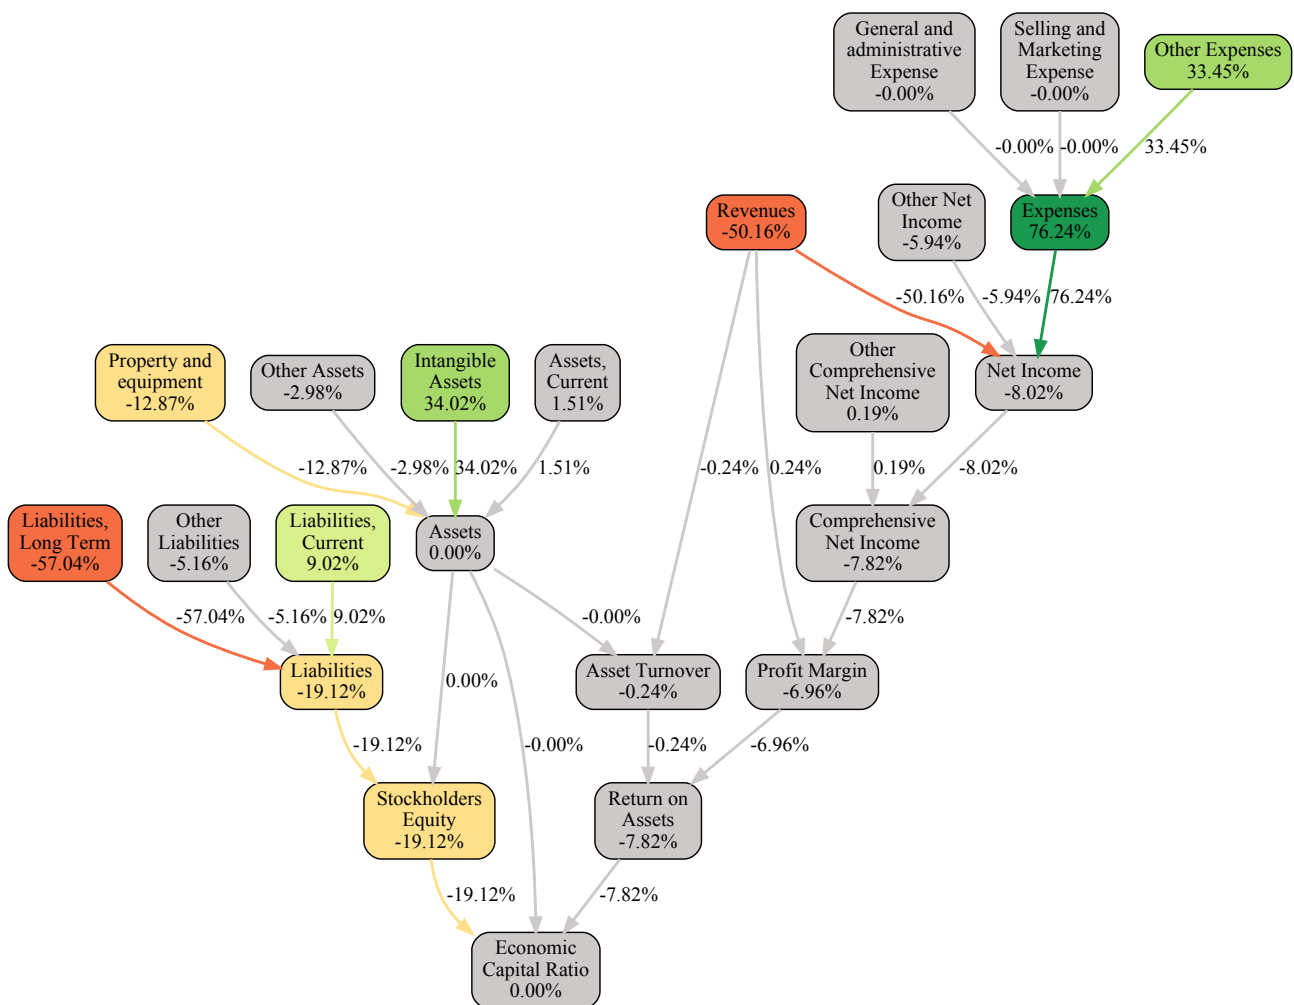 General and
administrative
Expense
-0.00%
Selling and
Marketing
Expense
-0.00%
Other Expenses
33.45%
-0.00%
-0.00%
33.45%
Revenues
-50.16%
Other Net
Income
-5.94%
Expenses
76.24%
-50.16%
-5.94%
76.24%
Property and
equipment
-12.87%
Other Assets
-2.98%
Intangible
Assets
34.02%
Assets,
Current
1.51%
Other
Comprehensive
Net Income
0.19%
Net Income
-8.02%
-12.87%
-2.98%
34.02%
1.51%
-0.24%
0.24%
0.19%
-8.02%
Liabilities,
Long Term
-57.04%
Other
Liabilities
-5.16%
Liabilities,
Current
9.02%
Assets
0.00%
Comprehensive
Net Income
-7.82%
-57.04%
-5.16%
9.02%
-0.00%
-7.82%
Liabilities
-19.12%
0.00%
Asset Turnover
-0.24%
Profit Margin
-6.96%
-19.12%
-0.00%
-0.24%
-6.96%
Stockholders
Equity
-19.12%
Return on
Assets
-7.82%
-19.12%
-7.82%
Economic
Capital Ratio
0.00%